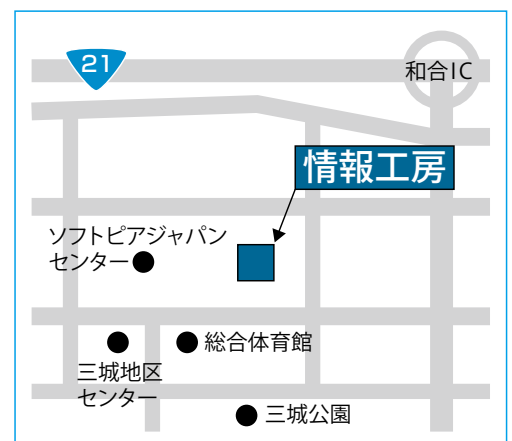 21
和合IC
情報工房
ソフトピアジャパン
センター
総合体育館
三城地区
センター
三城公園